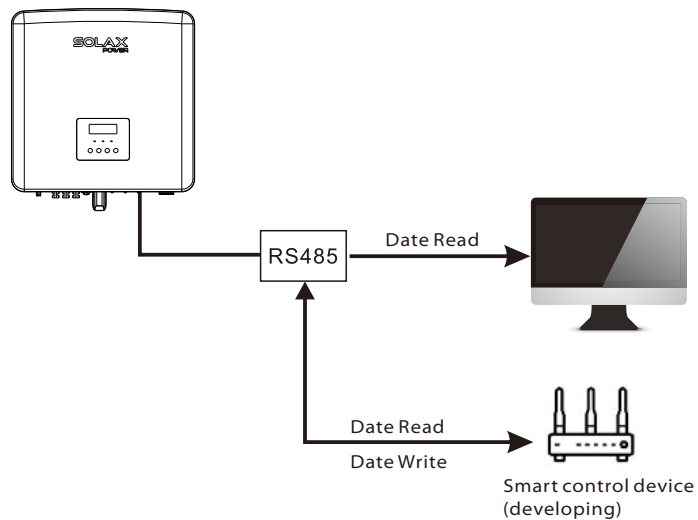 SOLAX
POWER
RS485
Date Read
Date Read
Date Write
Smart control device
(developing)